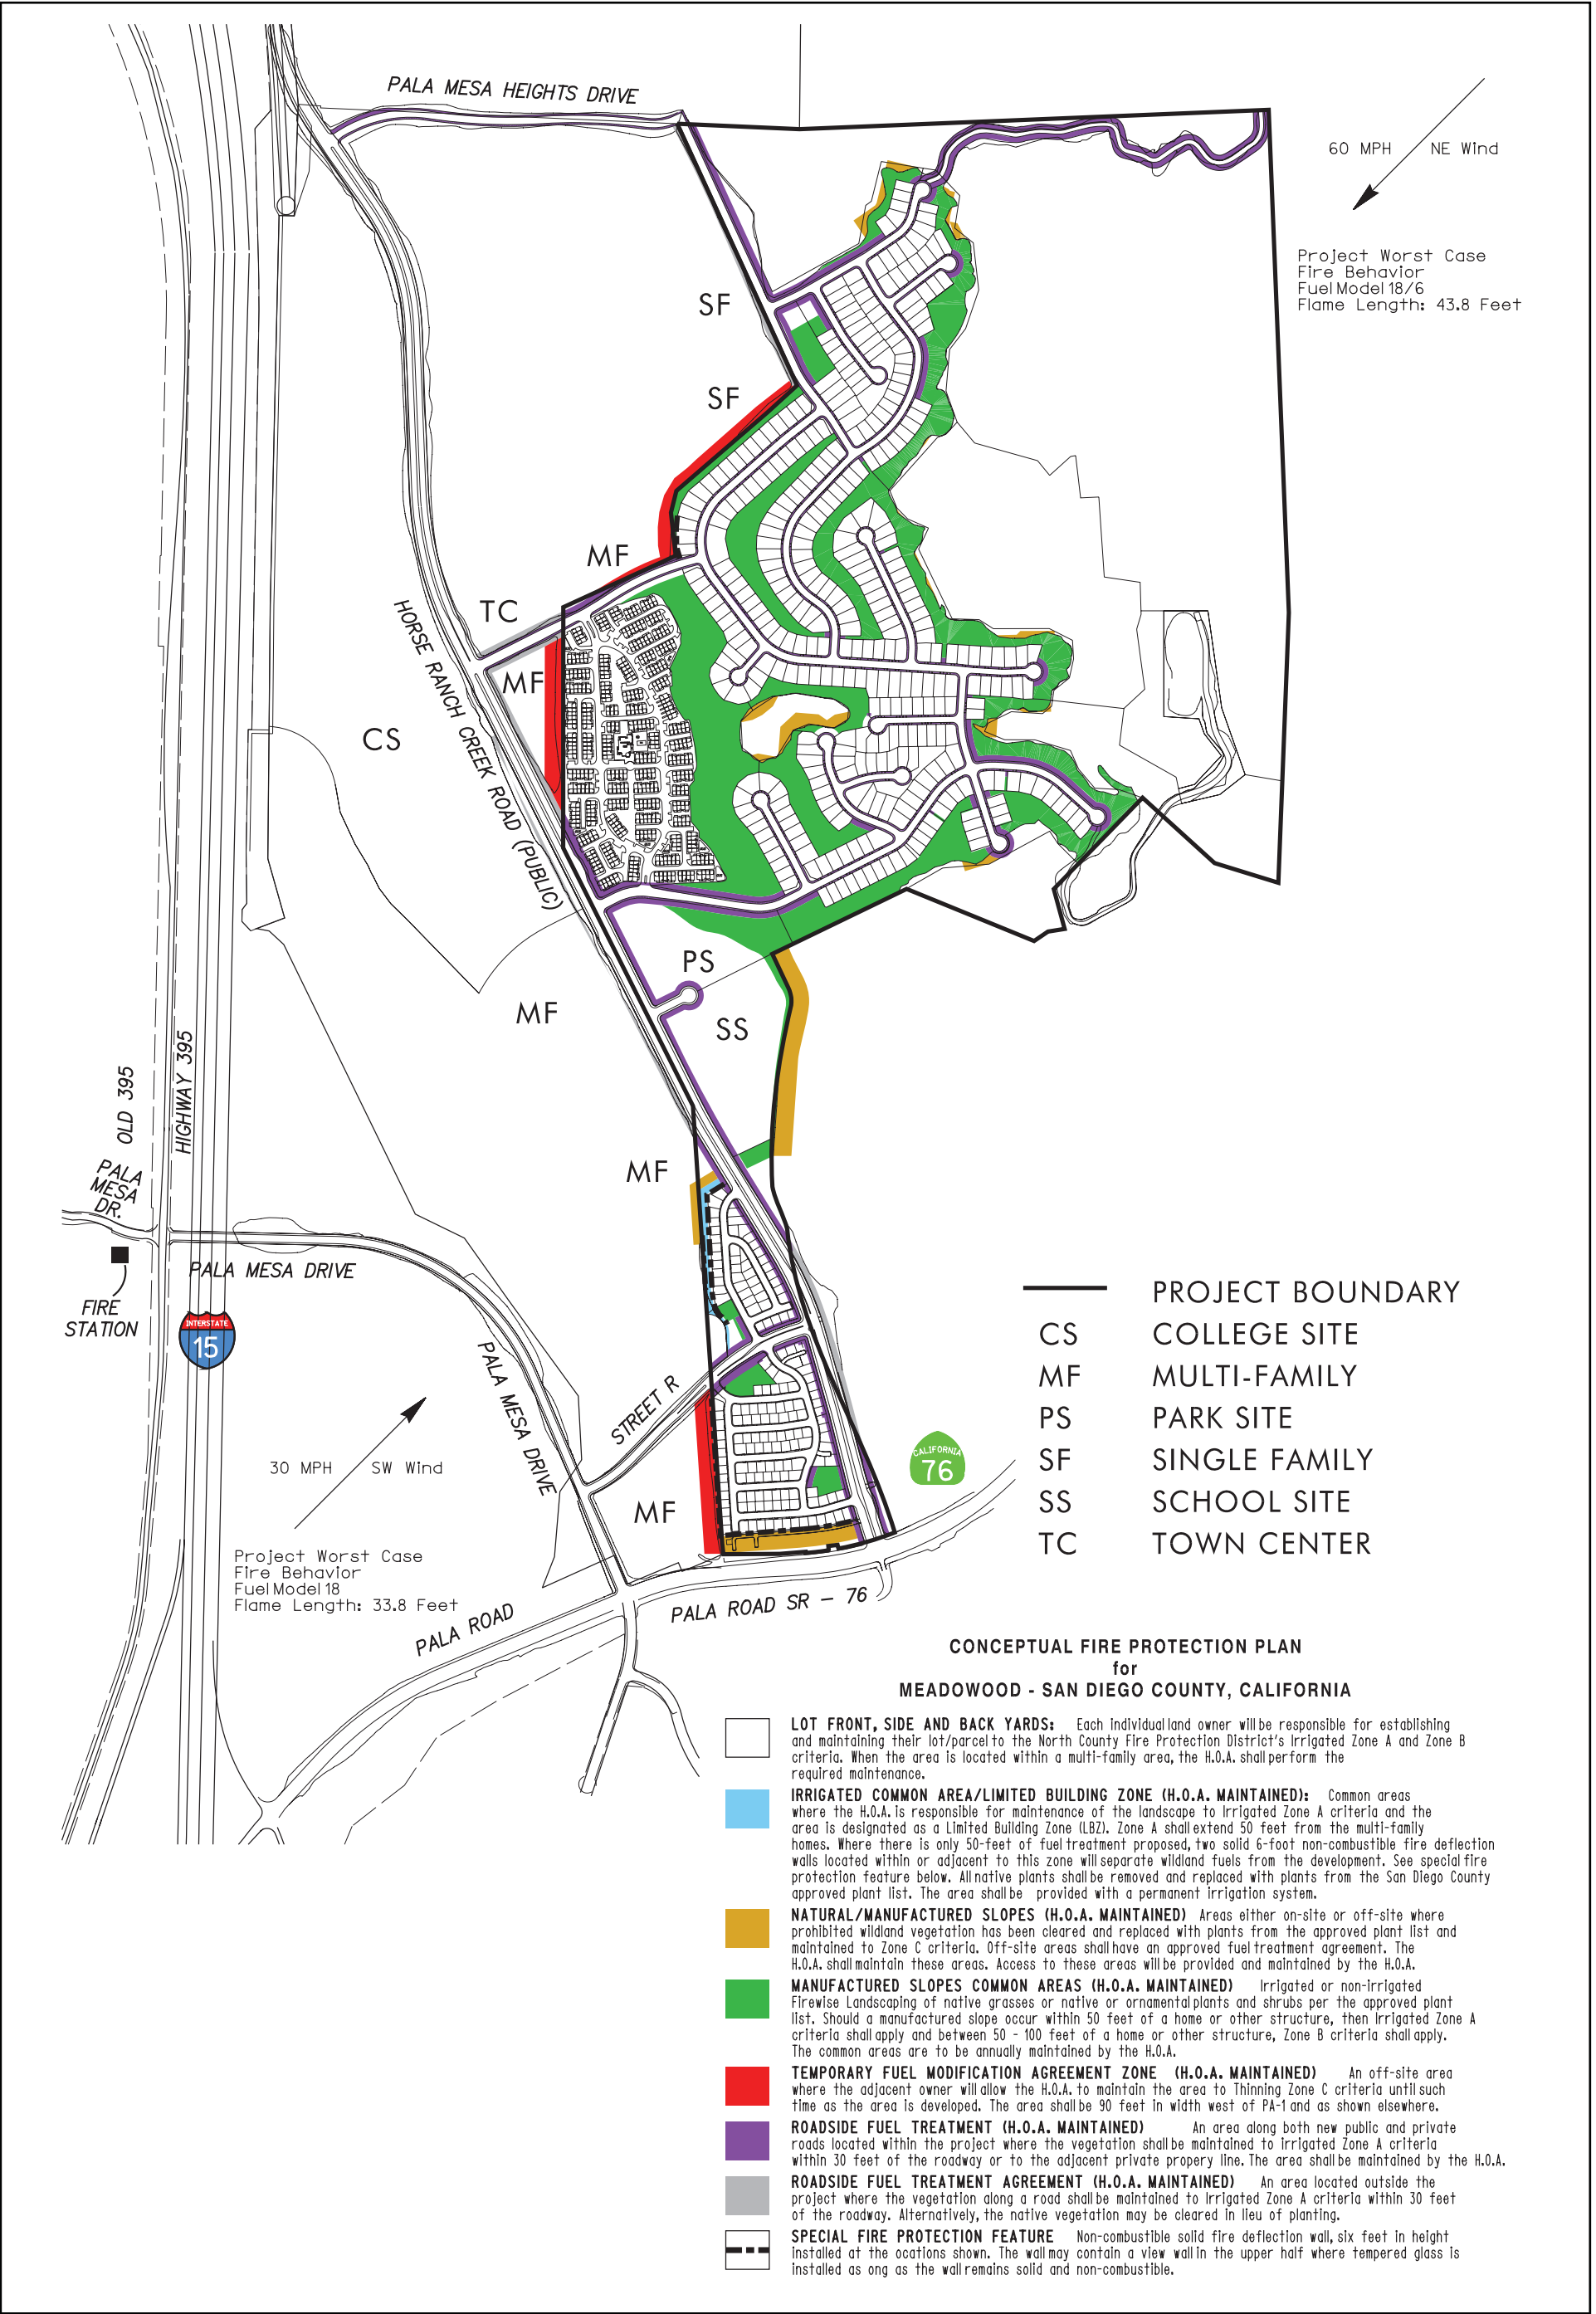 PALA MESA HEIGHTS DRIVE
60 MPH NE Wind
Project Worst Case
Fire Behavior
Fuel Model 18/6
Flame Length: 43.8 Feet
SF
SF
MF
TC
MF
HORSE RANCH CREEK ROAD (PUBLIC)
CS
PS
MF
SS
OLD 395
HIGHWAY 395
MF
PALA
MESA
DR.
PALA MESA DRIVE
FIRE
STATION
INTERSTATE
15
PALA MESA DRIVE
STREET R
30 MPH SW Wind
CALIFORNIA
76
MF
Project Worst Case
Fire Behavior
Fuel Model 18
Flame Length: 33.8 Feet
PALA ROAD
PALA ROAD SR - 76
PROJECT BOUNDARY
CS COLLEGE SITE
MF MULTI-FAMILY
PS PARK SITE
SF SINGLE FAMILY
SS SCHOOL SITE
TC TOWN CENTER
CONCEPTUAL FIRE PROTECTION PLAN
for
MEADOWOOD - SAN DIEGO COUNTY, CALIFORNIA
LOT FRONT, SIDE AND BACK YARDS: Each individual land owner will be responsible for establishing
and maintaining their lot/parcel to the North County Fire Protection District's Irrigated Zone A and Zone B
criteria. When the area is located within a multi-family area, the H.O.A. shall perform the
required maintenance.
IRRIGATED COMMON AREA/LIMITED BUILDING ZONE (H.O.A. MAINTAINED): Common areas
where the H.O.A. is responsible for maintenance of the landscape to Irrigated Zone A criteria and the
area is designated as a Limited Building Zone (LBZ). Zone A shall extend 50 feet from the multi-family
homes. Where there is only 50-feet of fuel treatment proposed, two solid 6-foot non-combustible fire deflection
walls located within or adjacent to this zone will separate wildland fuels from the development. See special fire
protection feature below. All native plants shall be removed and replaced with plants from the San Diego County
approved plant list. The area shall be provided with a permanent irrigation system.
NATURAL/MANUFACTURED SLOPES (H.O.A. MAINTAINED) Areas either on-site or off-site where
prohibited wildland vegetation has been cleared and replaced with plants from the approved plant list and
maintained to Zone C criteria. Off-site areas shall have an approved fuel treatment agreement. The
H.O.A. shall maintain these areas. Access to these areas will be provided and maintained by the H.O.A.
MANUFACTURED SLOPES COMMON AREAS (H.O.A. MAINTAINED) Irrigated or non-irrigated
Firewise Landscaping of native grasses or native or ornamental plants and shrubs per the approved plant
list. Should a manufactured slope occur within 50 feet of a home or other structure, then Irrigated Zone A
criteria shall apply and between 50 - 100 feet of a home or other structure, Zone B criteria shall apply.
The common areas are to be annually maintained by the H.O.A.
TEMPORARY FUEL MODIFICATION AGREEMENT ZONE (H.O.A. MAINTAINED) An off-site area
where the adjacent owner will allow the H.O.A. to maintain the area to Thinning Zone C criteria until such
time as the area is developed. The area shall be 90 feet in width west of PA-1 and as shown elsewhere.
ROADSIDE FUEL TREATMENT (H.O.A. MAINTAINED) An area along both new public and private
roads located within the project where the vegetation shall be maintained to irrigated Zone A criteria
within 30 feet of the roadway or to the adjacent private propery line. The area shall be maintained by the H.O.A.
ROADSIDE FUEL TREATMENT AGREEMENT (H.O.A. MAINTAINED) An area located outside the
project where the vegetation along a road shall be maintained to Irrigated Zone A criteria within 30 feet
of the roadway. Alternatively, the native vegetation may be cleared in lieu of planting.
SPECIAL FIRE PROTECTION FEATURE Non-combustible solid fire deflection wall, six feet in height
installed at the ocations shown. The wall may contain a view wall in the upper half where tempered glass is
installed as ong as the wall remains solid and non-combustible.